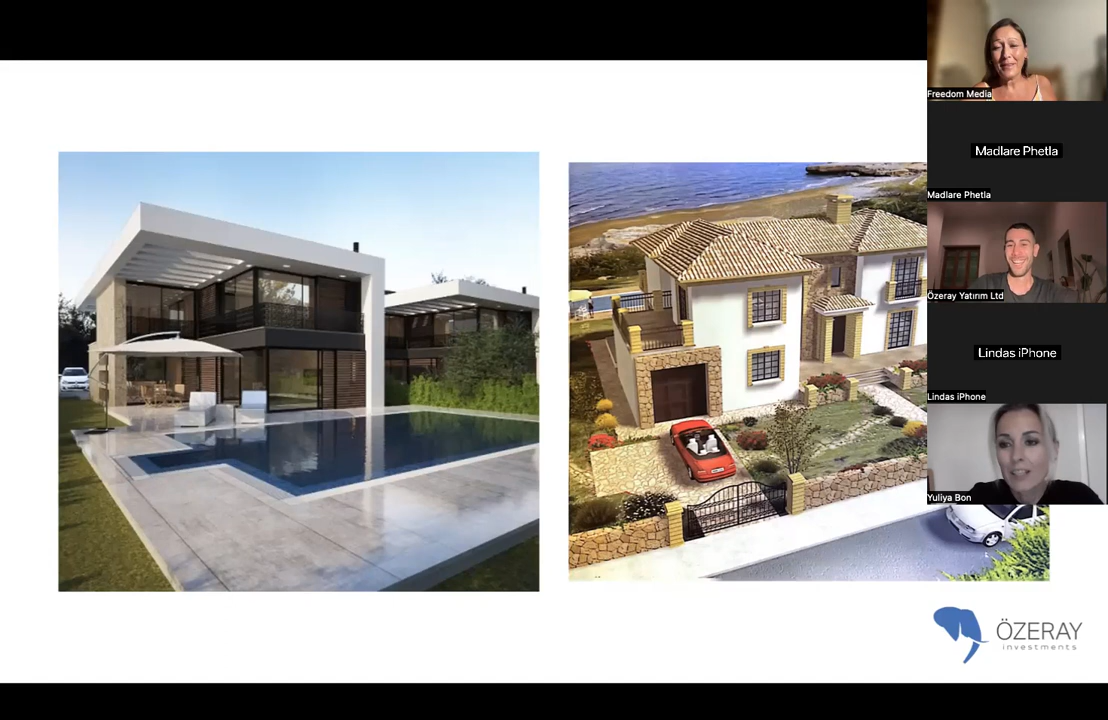 Freedom Media
Madlare Phetla
Madlare Phetla
Özeray Yatırım Ltd
Lindas iPhone
Lindas iPhone
Yuliya Bon
ÖZERAY
investments